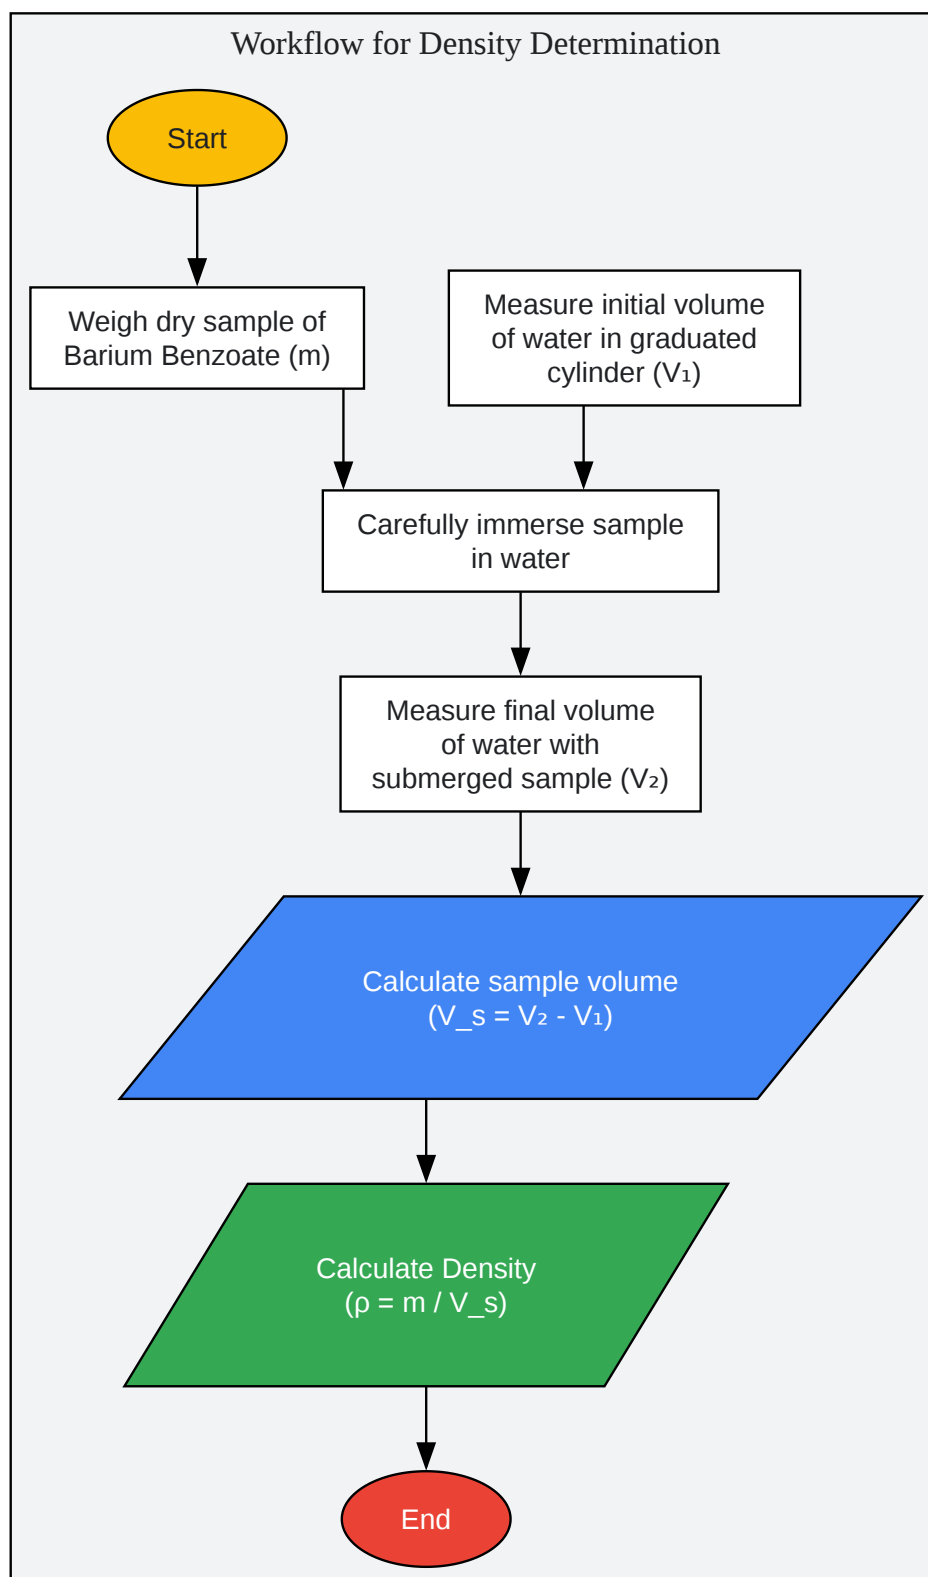 Workflow for Density Determination
Start
Weigh dry sample of
Barium Benzoate (m)
Measure initial volume
of water in graduated
cylinder (V₁)
Carefully immerse sample
in water
Measure final volume
of water with
submerged sample (V₂)
Calculate sample volume
(V_s = V₂ - V₁)
Calculate Density
(ρ = m / V_s)
End